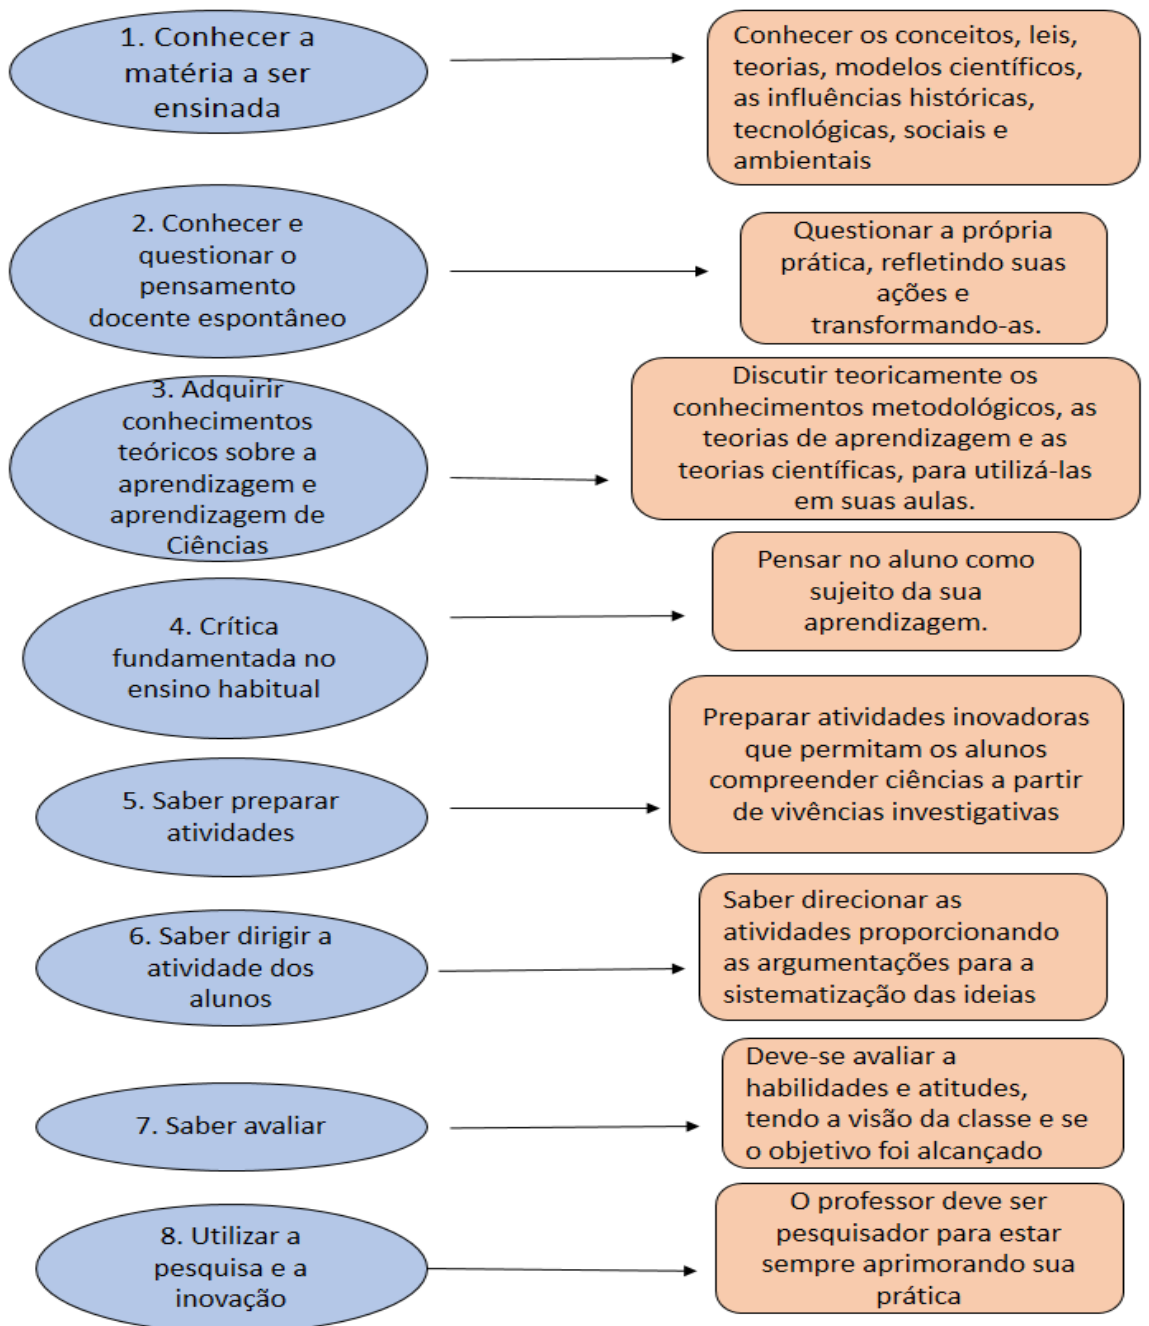 1. Conhecer a
matéria a ser
ensinada
Conhecer os conceitos, leis,
teorias, modelos científicos,
as influências históricas,
tecnológicas, sociais e
ambientais
2. Conhecer e
questionar o
pensamento
docente espontâneo
Questionar a própria
prática, refletindo suas
ações e
transformando-as.
3. Adquirir
conhecimentos
teóricos sobre a
aprendizagem e
aprendizagem de
Ciências
Discutir teoricamente os
conhecimentos metodológicos, as
teorias de aprendizagem e as
teorias científicas, para utilizá-las
em suas aulas.
4. Crítica
fundamentada no
ensino habitual
Pensar no aluno como
sujeito da sua
aprendizagem.
5. Saber preparar
atividades
Preparar atividades inovadoras
que permitam os alunos
compreender ciências a partir
de vivências investigativas
6. Saber dirigir a
atividade dos
alunos
Saber direcionar as
atividades proporcionando
as argumentações para a
sistematização das ideias
7. Saber avaliar
Deve-se avaliar a
habilidades e atitudes,
tendo a visão da classe e se
o objetivo foi alcançado
8. Utilizar a
pesquisa e a
inovação
O professor deve ser
pesquisador para estar
sempre aprimorando sua
prática